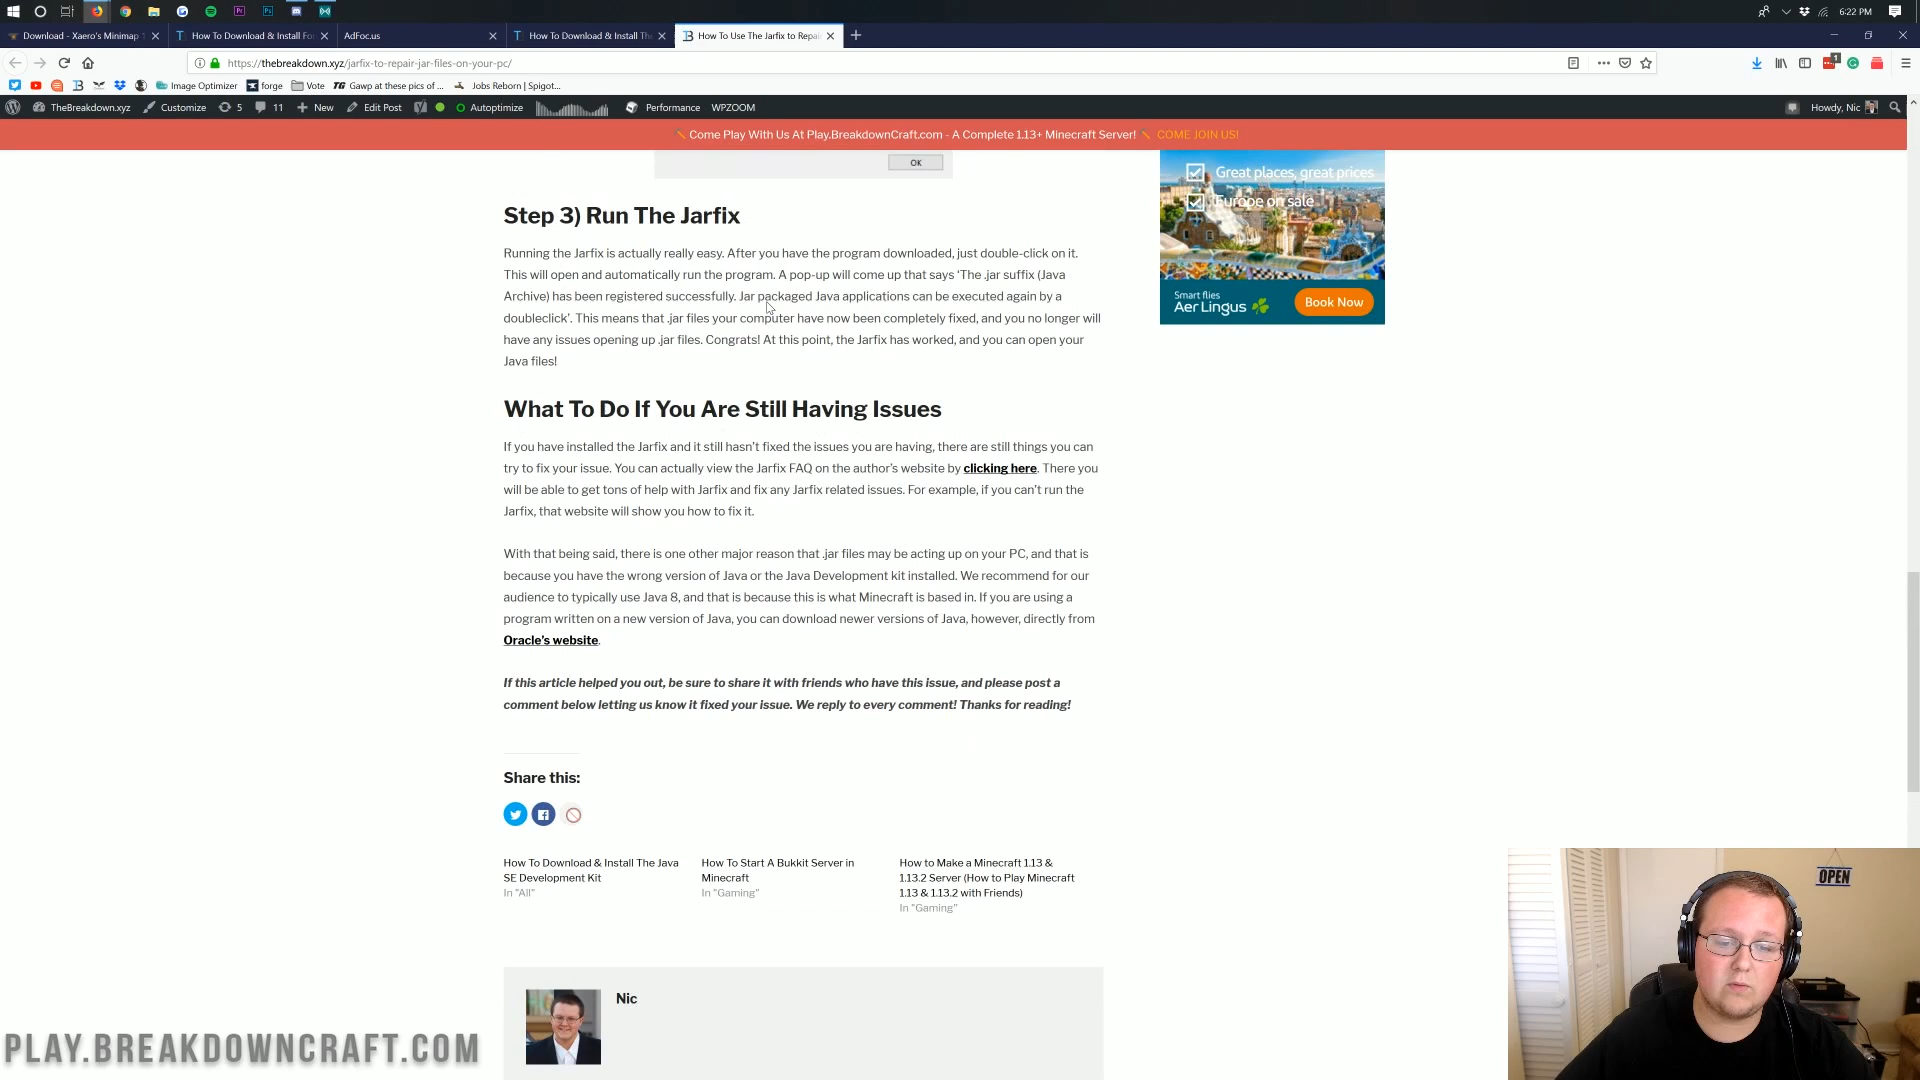 6:22 PM
Download - Xaero's Minimap
How To Download & Install Fo
AdFoc.us
How To Download & Install The
How To Use The Jarfix to Repai
https://thebreakdown.xyz/jarfix-to-repair-jar-files-on-your-pc/
1
Image Optimizer
forge
Vote
TG Gawp at these pics of ...
Jobs Reborn | Spigot...
TheBreakdown.xyz
Customize
5
11
New
Edit Post
Autoptimize
Performance
WPZOOM
Howdy, Nic
Come Play With Us At Play.BreakdownCraft.com - A Complete 1.13+ Minecraft Server!
COME JOIN US!
OK
Great places, great prices
Europe on sale
Smart flies
Aer Lingus
Book Now
Step 3) Run The Jarfix
Running the Jarfix is actually really easy. After you have the program downloaded, just double-click on it.
This will open and automatically run the program. A pop-up will come up that says ‘The .jar suffix (Java
Archive) has been registered successfully. Jar packaged Java applications can be executed again by a
doubleclick’. This means that .jar files your computer have now been completely fixed, and you no longer will
have any issues opening up .jar files. Congrats! At this point, the Jarfix has worked, and you can open your
Java files!
What To Do If You Are Still Having Issues
If you have installed the Jarfix and it still hasn’t fixed the issues you are having, there are still things you can
try to fix your issue. You can actually view the Jarfix FAQ on the author’s website by clicking here. There you
will be able to get tons of help with Jarfix and fix any Jarfix related issues. For example, if you can’t run the
Jarfix, that website will show you how to fix it.
With that being said, there is one other major reason that .jar files may be acting up on your PC, and that is
because you have the wrong version of Java or the Java Development kit installed. We recommend for our
audience to typically use Java 8, and that is because this is what Minecraft is based in. If you are using a
program written on a new version of Java, you can download newer versions of Java, however, directly from
Oracle’s website.
If this article helped you out, be sure to share it with friends who have this issue, and please post a
comment below letting us know it fixed your issue. We reply to every comment! Thanks for reading!
Share this:
How To Download & Install The Java
SE Development Kit
In "All"
How To Start A Bukkit Server in
Minecraft
In "Gaming"
How to Make a Minecraft 1.13 &
1.13.2 Server (How to Play Minecraft
1.13 & 1.13.2 with Friends)
In "Gaming"
Nic
OPEN
PLAY.BREAKDOWNCRAFT.COM